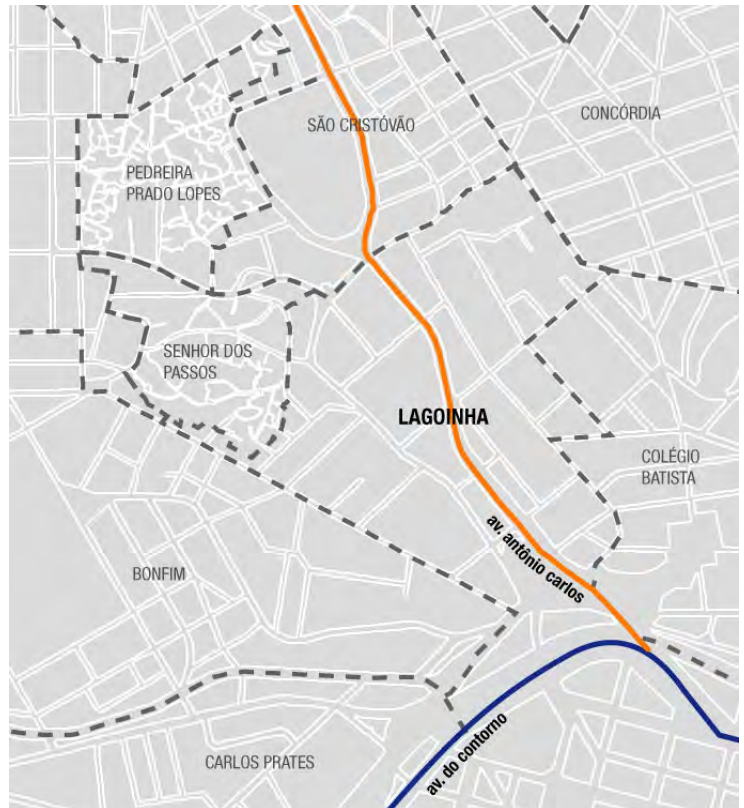 CONCÓRDIA
SÃO CRISTÓVÃO
PEDREIRA
PRADO LOPES
SENHOR DOS
PASSOS
LAGOINHA
COLÉGIO
BATISTA
av. antônio carlos
BONFIM
av. do contorno
CARLOS PRATES